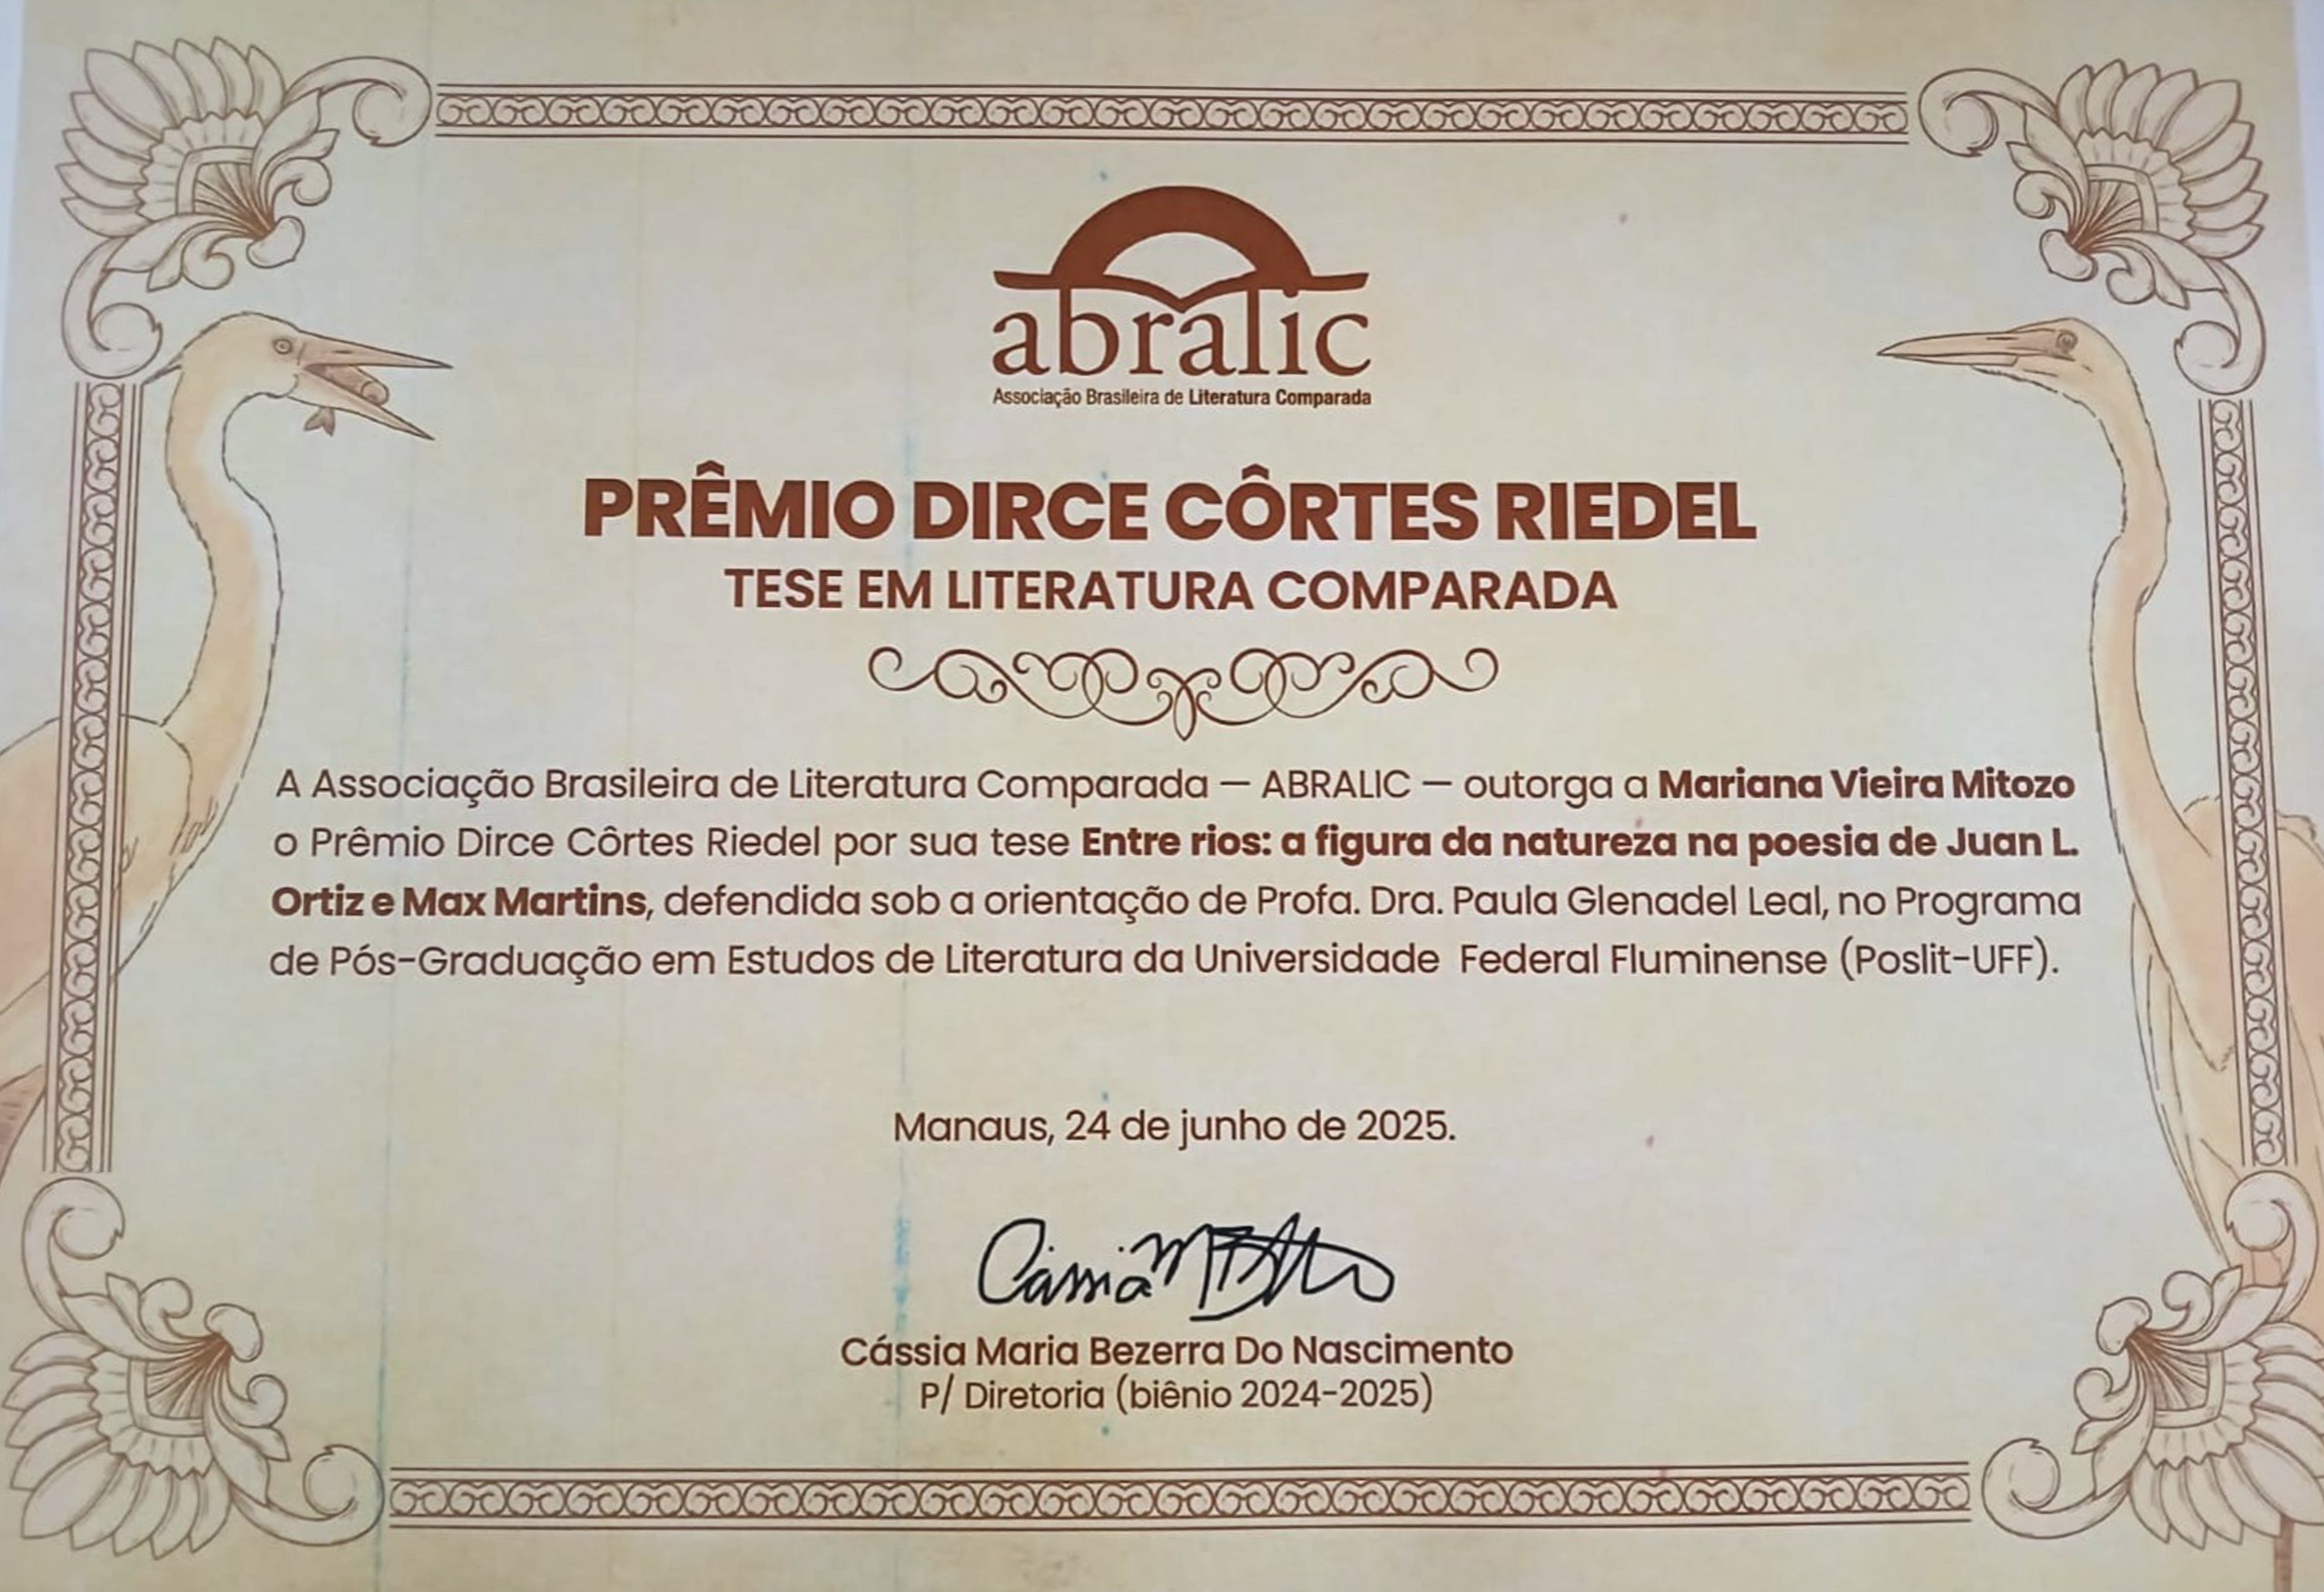 abralic
Associação Brasileira de Literatura Comparada
PRÊMIO DIRCE CÔRTES RIEDEL
TESE EM LITERATURA COMPARADA
A Associação Brasileira de Literatura Comparada — ABRALIC — outorga a Mariana Vieira Mitozo
o Prêmio Dirce Côrtes Riedel por sua tese Entre rios: a figura da natureza na poesia de Juan L.
Ortiz e Max Martins, defendida sob a orientação de Profa. Dra. Paula Glenadel Leal, no Programa
de Pós-Graduação em Estudos de Literatura da Universidade Federal Fluminense (Poslit-UFF).
Manaus, 24 de junho de 2025.
Cássia
Cássia Maria Bezerra Do Nascimento
P/ Diretoria (biênio 2024-2025)